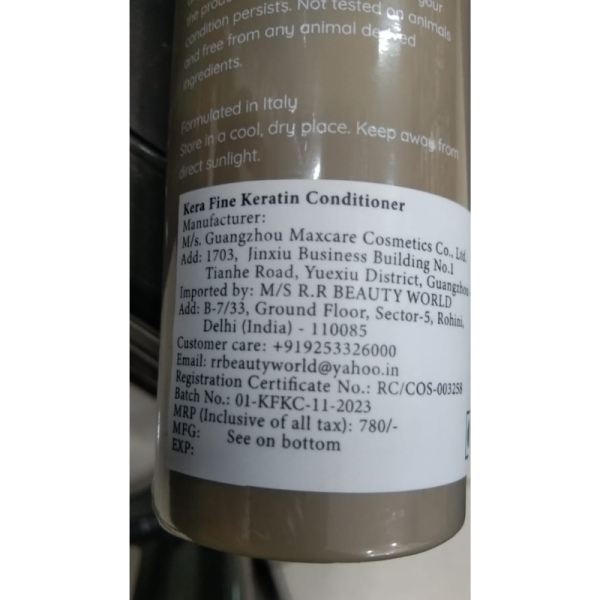 the produ your
condition persists. Not tested on animals
and free from any animal derived
ingredients.
Formulated in Italy
Store in a cool, dry place. Keep away from
direct sunlight.
Kera Fine Keratin Conditioner
Manufacturer:
M/s. Guangzhou Maxcare Cosmetics Co., Ltd.
Add: 1703, Jinxiu Business Building No.1
Tianhe Road, Yuexiu District, Guangzhou-
Imported by: M/S R.R BEAUTY WORLD
Add: B-7/33, Ground Floor, Sector-5, Rohini,
Delhi (India) - 110085
Customer care: +919253326000
Email: rrbeautyworld@yahoo.in
Registration Certificate No.: RC/COS-003258
Batch No.: 01-KFKC-11-2023
MRP (Inclusive of all tax): 780/-
MFG: See on bottom
EXP: